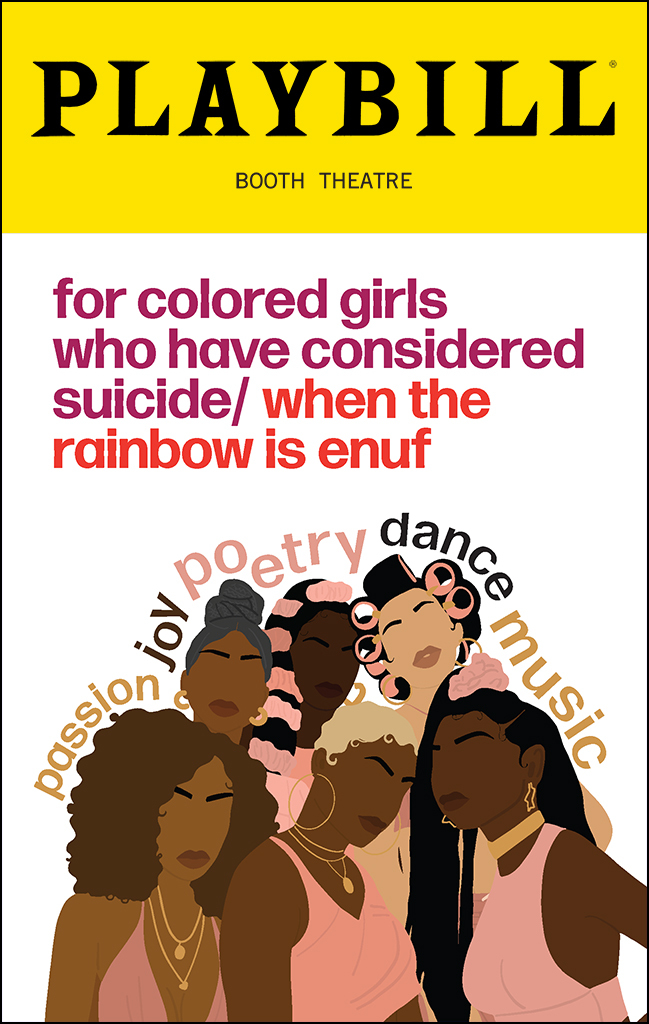 PLAYBILL®
BOOTH THEATRE
for colored girls
who have considered
suicide/ when the
rainbow is enuf
passion
joy
poetry
dance
music